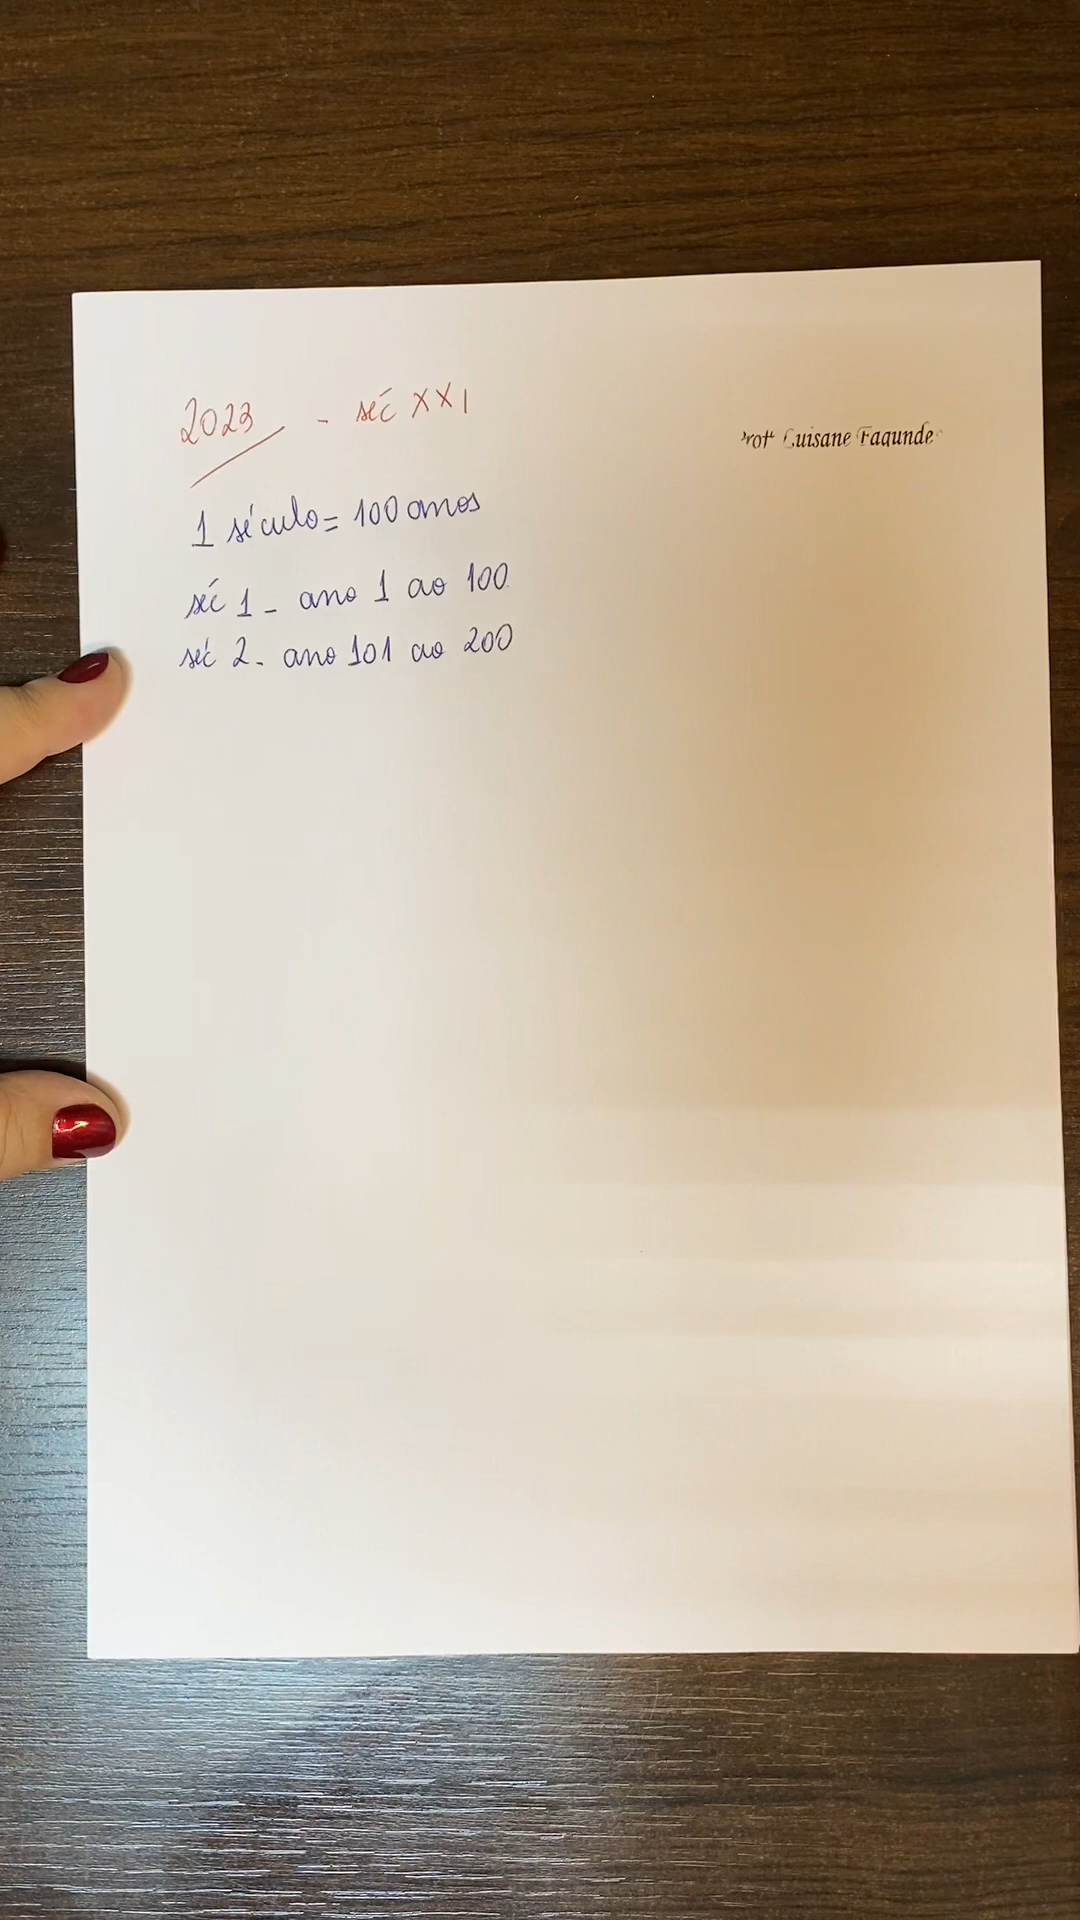 2023 - séc XXI
Luisane Fagundes
1 século = 100 anos
séc 1 - ano 1 ao 100
séc 2 - ano 101 ao 200